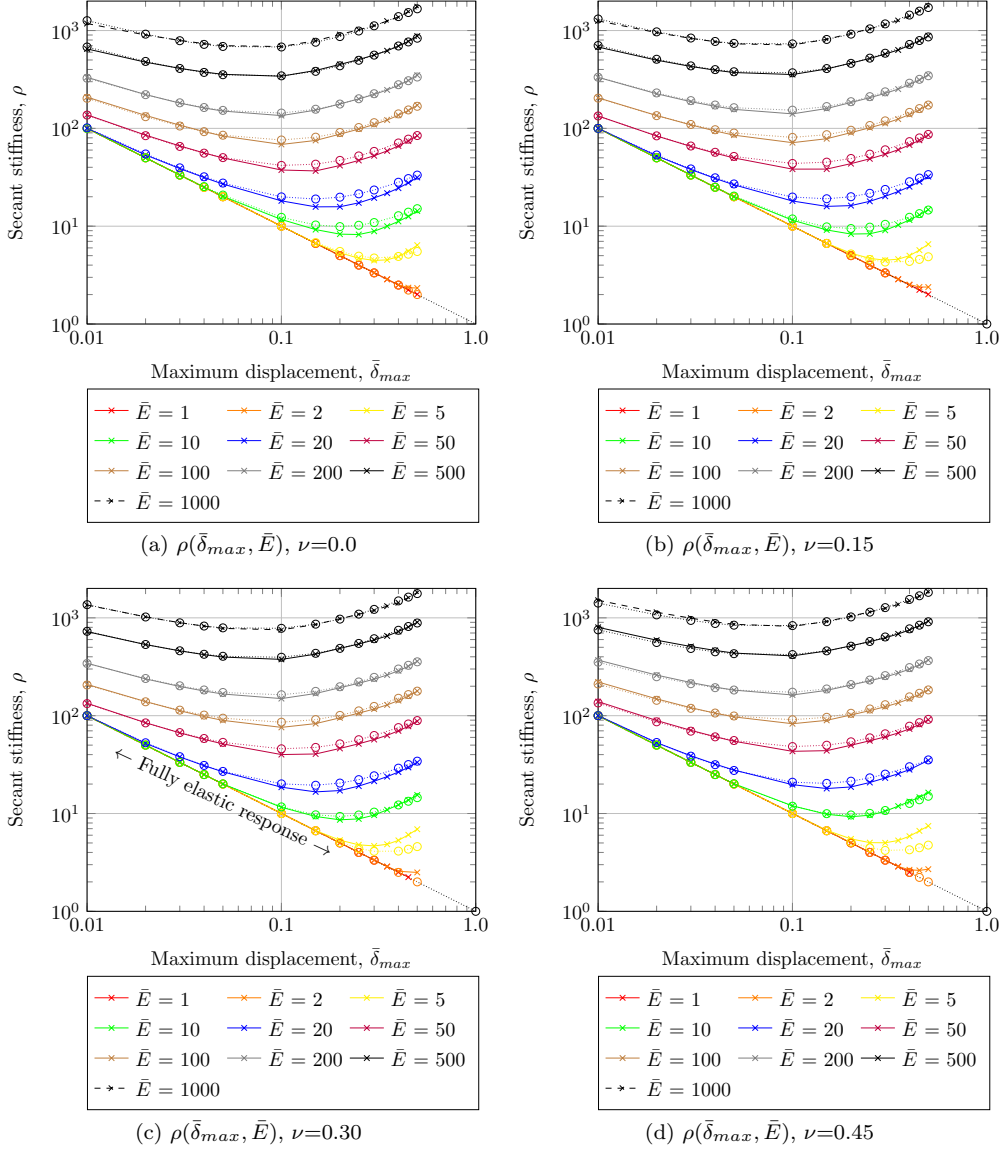 10^3
10^2
10^1
10^0
Secant stiffness, ρ
0.01 0.1 1.0
Maximum displacement, δ̄_max
Ē = 1 Ē = 2 Ē = 5
Ē = 10 Ē = 20 Ē = 50
Ē = 100 Ē = 200 Ē = 500
Ē = 1000
(a) ρ(δ̄_max, Ē), ν=0.0
10^3
10^2
10^1
10^0
Secant stiffness, ρ
0.01 0.1 1.0
Maximum displacement, δ̄_max
Ē = 1 Ē = 2 Ē = 5
Ē = 10 Ē = 20 Ē = 50
Ē = 100 Ē = 200 Ē = 500
Ē = 1000
(b) ρ(δ̄_max, Ē), ν=0.15
10^3
10^2
10^1
10^0
Secant stiffness, ρ
← Fully elastic response →
0.01 0.1 1.0
Maximum displacement, δ̄_max
Ē = 1 Ē = 2 Ē = 5
Ē = 10 Ē = 20 Ē = 50
Ē = 100 Ē = 200 Ē = 500
Ē = 1000
(c) ρ(δ̄_max, Ē), ν=0.30
10^3
10^2
10^1
10^0
Secant stiffness, ρ
0.01 0.1 1.0
Maximum displacement, δ̄_max
Ē = 1 Ē = 2 Ē = 5
Ē = 10 Ē = 20 Ē = 50
Ē = 100 Ē = 200 Ē = 500
Ē = 1000
(d) ρ(δ̄_max, Ē), ν=0.45